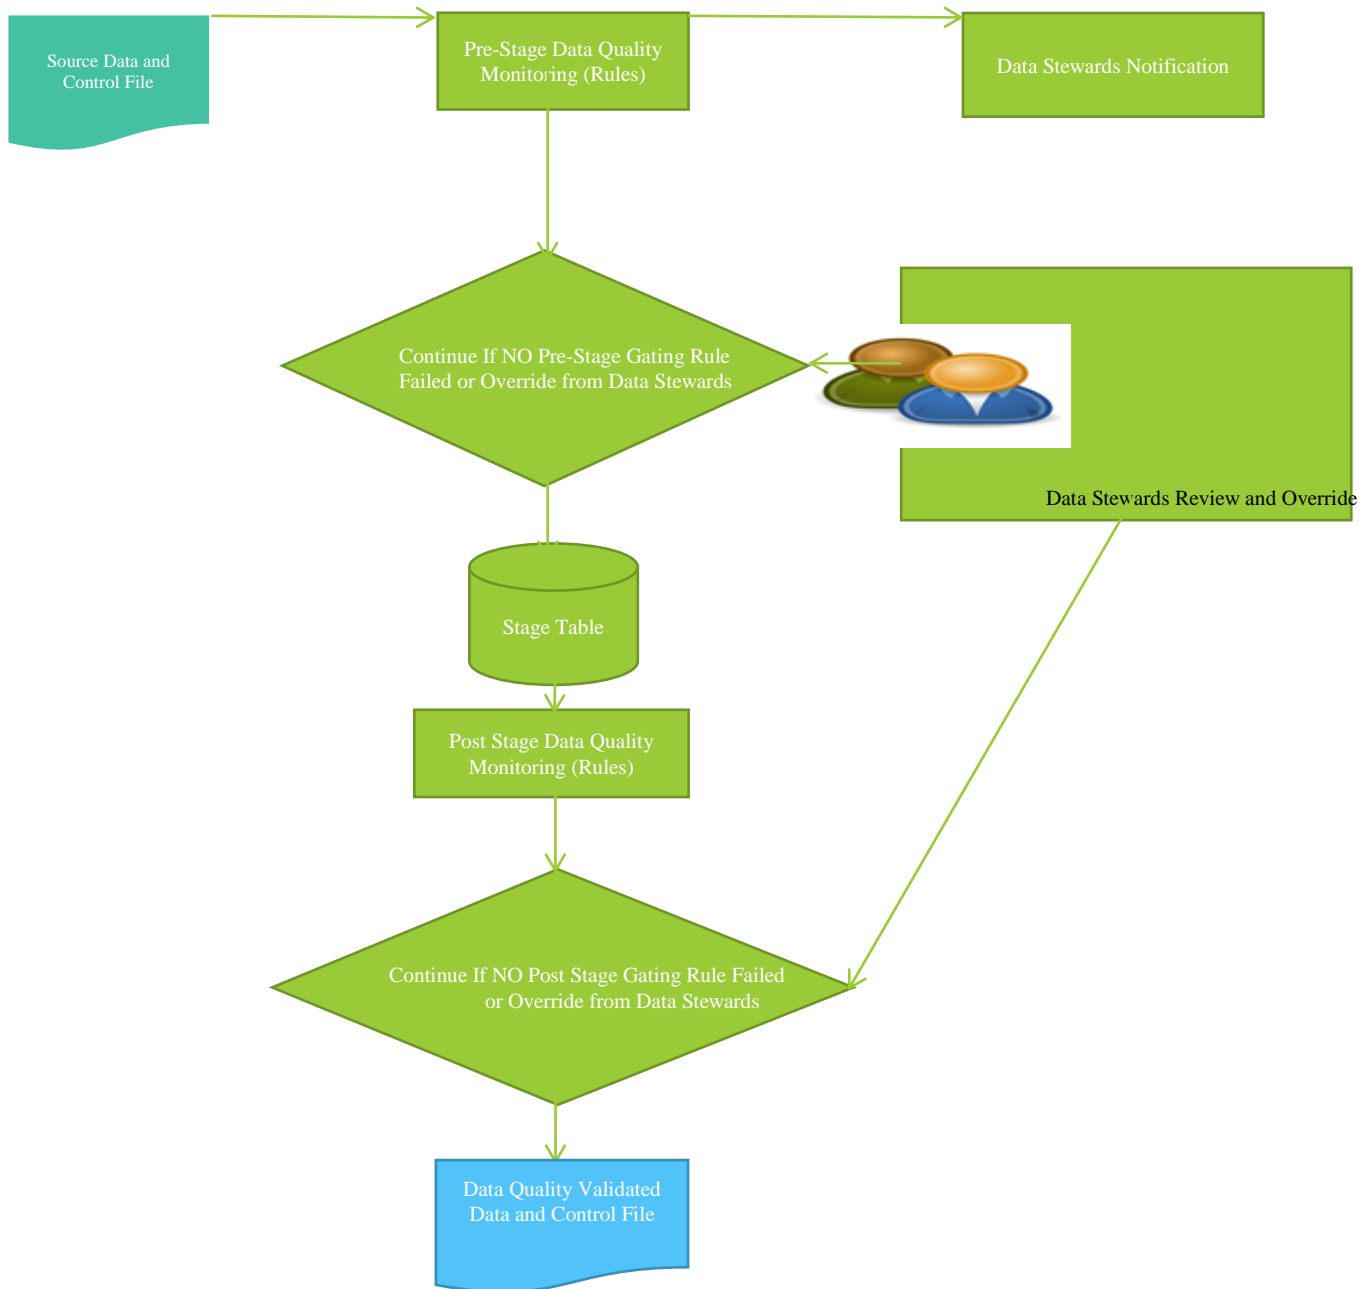 Source Data and
Control File
Pre-Stage Data Quality
Monitoring (Rules)
Data Stewards Notification
Continue If NO Pre-Stage Gating Rule
Failed or Override from Data Stewards
Data Stewards Review and Override
Stage Table
Post Stage Data Quality
Monitoring (Rules)
Continue If NO Post Stage Gating Rule Failed
or Override from Data Stewards
Data Quality Validated
Data and Control File